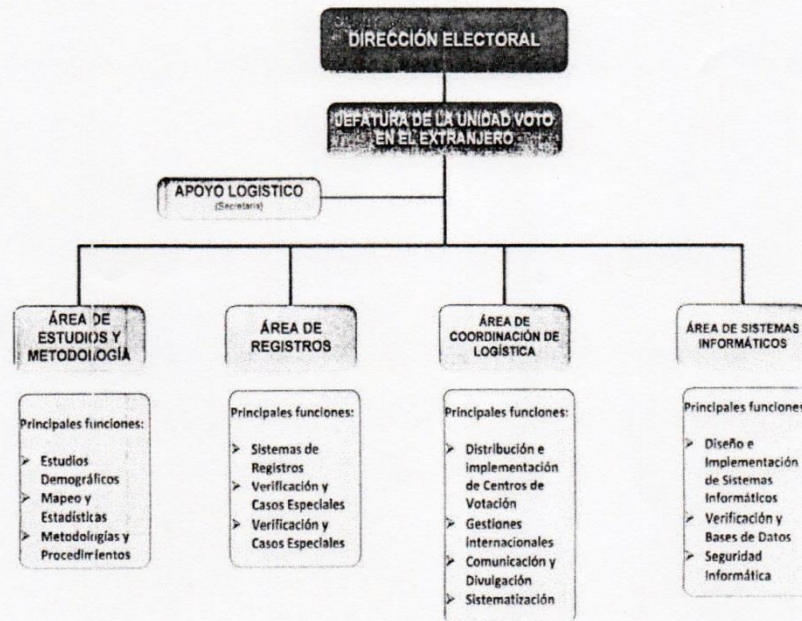 DIRECCIÓN ELECTORAL
JEFATURA DE LA UNIDAD VOTO
EN EL EXTRANJERO
APOYO LOGISTICO
(Secretaria)
ÁREA DE
ESTUDIOS Y
METODOLOGÍA
Principales funciones:
➤ Estudios
Demográficos
➤ Mapeo y
Estadísticas
➤ Metodologías y
Procedimientos
ÁREA DE
REGISTROS
Principales funciones:
➤ Sistemas de
Registros
➤ Verificación y
Casos Especiales
➤ Verificación y
Casos Especiales
ÁREA DE
COORDINACIÓN DE
LOGÍSTICA
Principales funciones:
➤ Distribución e
implementación
de Centros de
Votación
➤ Gestiones
internacionales
➤ Comunicación y
Divulgación
➤ Sistematización
ÁREA DE SISTEMAS
INFORMÁTICOS
Principales funciones
➤ Diseño e
Implementación
de Sistemas
Informáticos
➤ Verificación y
Bases de Datos
➤ Seguridad
Informática